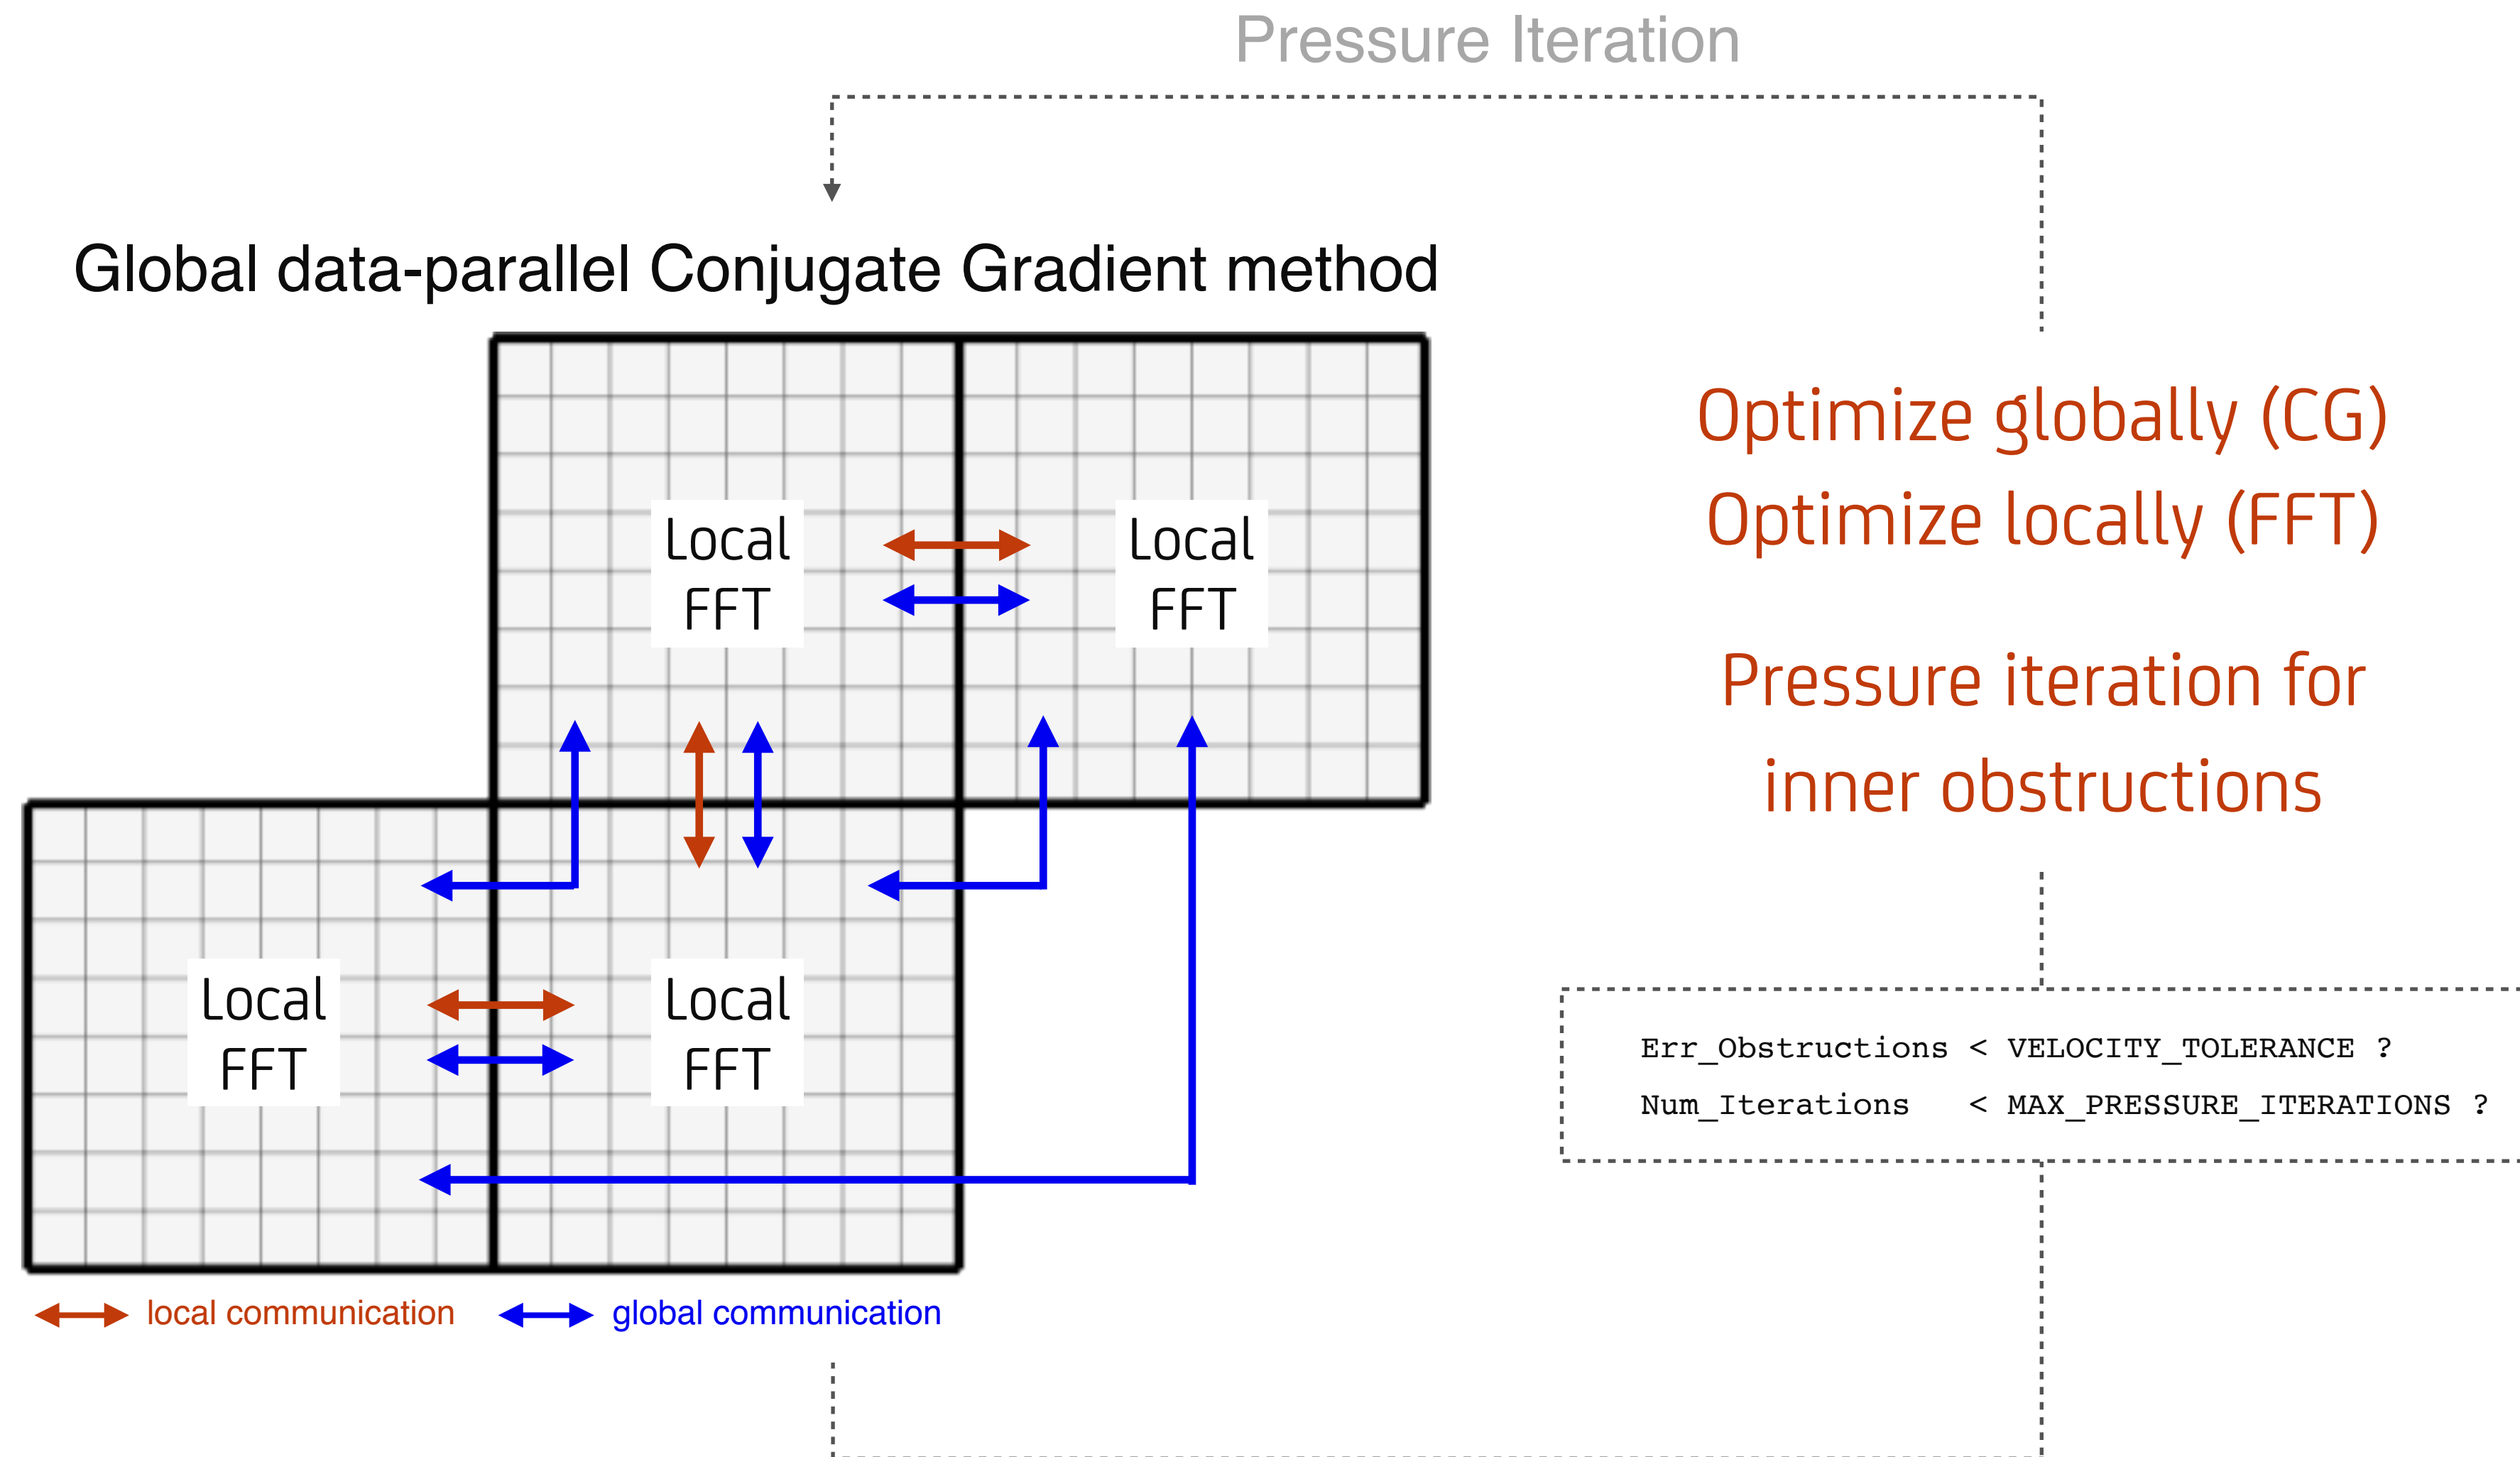 Pressure Iteration
Global data-parallel Conjugate Gradient method
Local
FFT
Local
FFT
Local
FFT
Local
FFT
local communication
global communication
Optimize globally (CG)
Optimize locally (FFT)
Pressure iteration for
inner obstructions
Err_Obstructions < VELOCITY_TOLERANCE ?
Num_Iterations < MAX_PRESSURE_ITERATIONS ?